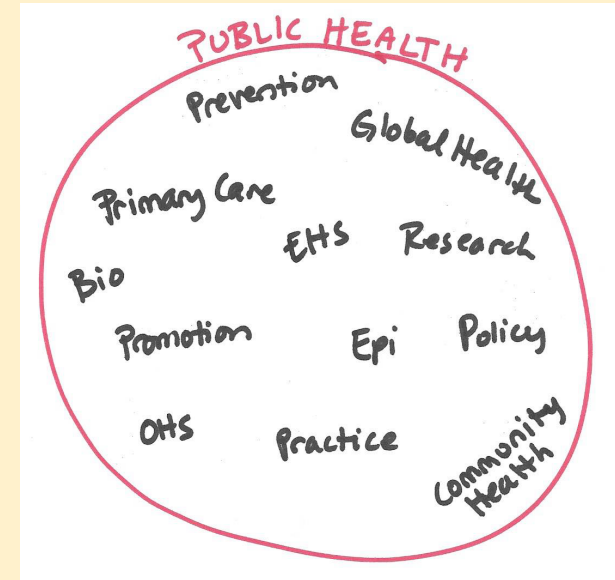 PUBLIC HEALTH
Prevention
Global Health
Primary Care
EHS
Research
Bio
Promotion
Epi
Policy
OHS
Practice
Community
Health